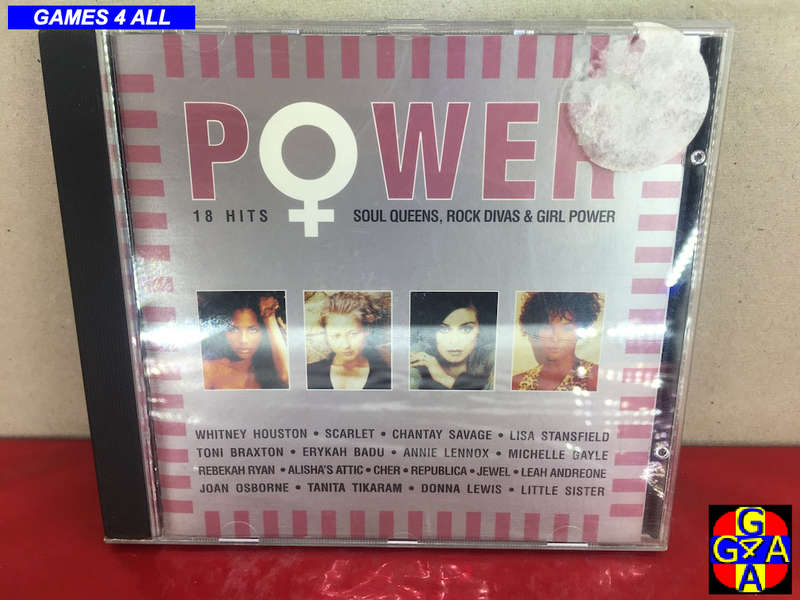 GAMES 4 ALL
POWER
18 HITS SOUL QUEENS, ROCK DIVAS & GIRL POWER
WHITNEY HOUSTON • SCARLET • CHANTAY SAVAGE • LISA STANSFIELD
TONI BRAXTON • ERYKAH BADU • ANNIE LENNOX • MICHELLE GAYLE
REBEKAH RYAN • ALISHA'S ATTIC • CHER • REPUBLICA • JEWEL • LEAH ANDREONE
JOAN OSBORNE • TANITA TIKARAM • DONNA LEWIS • LITTLE SISTER
G
G4A
A